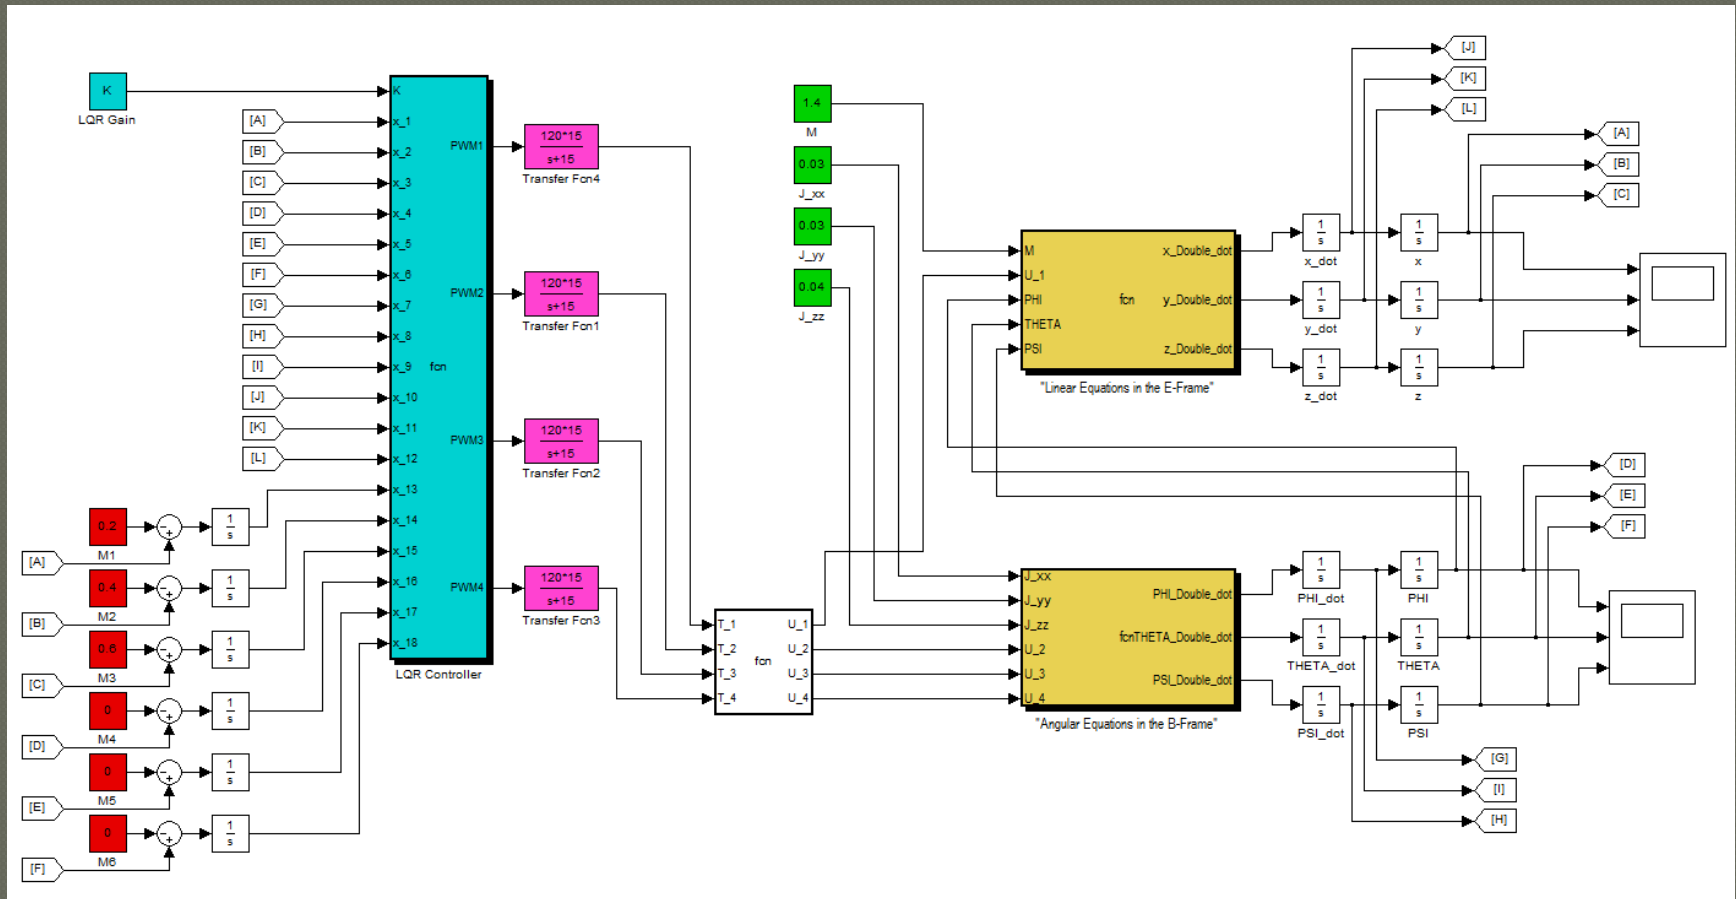 K
LQR Gain
[A]
[B]
[C]
[D]
[E]
[F]
[G]
[H]
[I]
[J]
[K]
[L]
0.2
M1
[A]
0.4
M2
[B]
0.6
M3
[C]
0
M4
[D]
0
M5
[E]
0
M6
[F]
- +
- +
- +
- +
- +
- +
1
s
1
s
1
s
1
s
1
s
1
s
K
x_1
x_2
x_3
x_4
x_5
x_6
x_7
x_8
x_9
x_10
x_11
x_12
x_13
x_14
x_15
x_16
x_17
x_18
fcn
PWM1
PWM2
PWM3
PWM4
LQR Controller
120*15
s+15
Transfer Fcn4
120*15
s+15
Transfer Fcn1
120*15
s+15
Transfer Fcn2
120*15
s+15
Transfer Fcn3
T_1
T_2
T_3
T_4
fcn
U_1
U_2
U_3
U_4
1.4
M
0.03
J_xx
0.03
J_yy
0.04
J_zz
M
U_1
PHI
THETA
PSI
fcn
x_Double_dot
y_Double_dot
z_Double_dot
"Linear Equations in the E-Frame"
J_xx
J_yy
J_zz
U_2
U_3
U_4
PHI_Double_dot
fcnTHETA_Double_dot
PSI_Double_dot
"Angular Equations in the B-Frame"
[J]
[K]
[L]
[A]
[B]
[C]
1
s
x_dot
1
s
x
1
s
y_dot
1
s
y
1
s
z_dot
1
s
z
[D]
[E]
[F]
1
s
PHI_dot
1
s
PHI
1
s
THETA_dot
1
s
THETA
1
s
PSI_dot
1
s
PSI
[G]
[I]
[H]